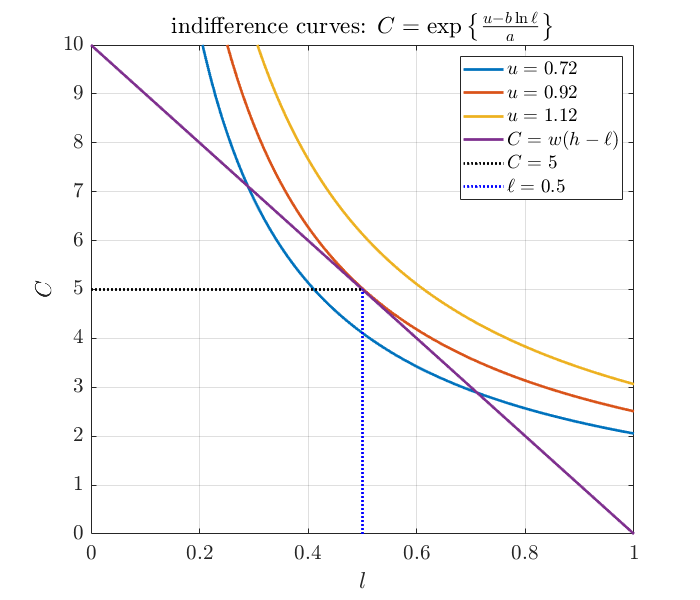 indifference curves: C = exp { (u−b ln ℓ)/a }
u = 0.72
u = 0.92
u = 1.12
C = w(h − ℓ)
C = 5
ℓ = 0.5
10
9
8
7
6
5
4
3
2
1
0
C
0 0.2 0.4 0.6 0.8 1
l